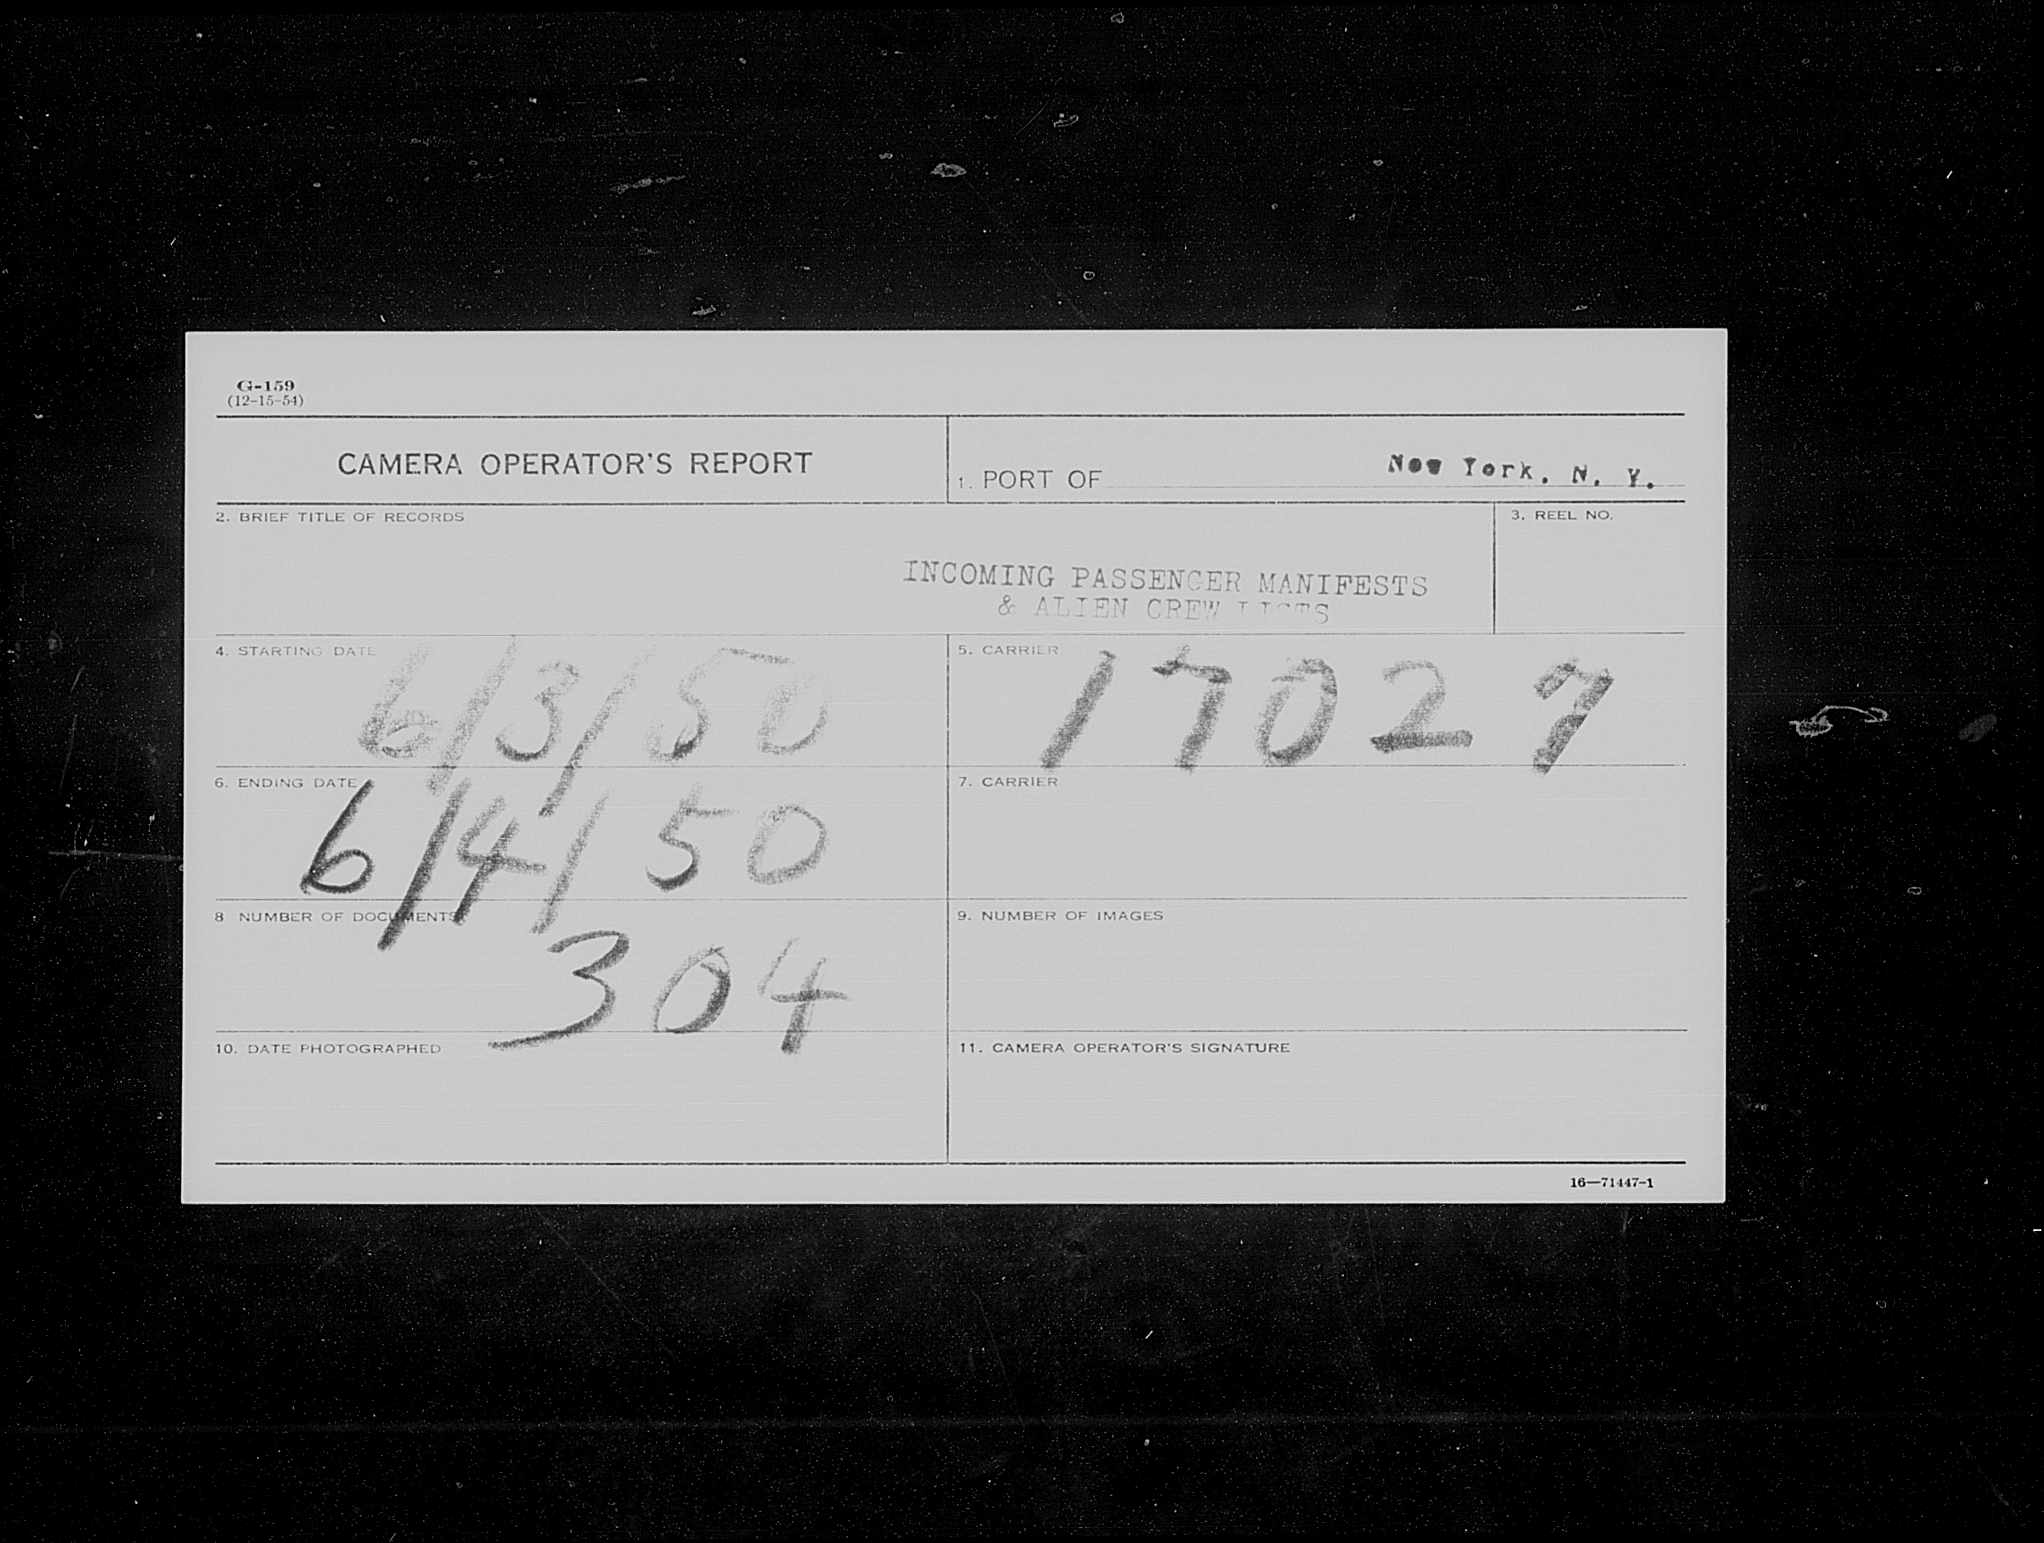 G-159
(12-15-54)
CAMERA OPERATOR'S REPORT
1. PORT OF New York, N. Y.
2. BRIEF TITLE OF RECORDS
3. REEL NO.
INCOMING PASSENGER MANIFESTS
& ALIEN CREW LISTS
4. STARTING DATE 6/3/50
5. CARRIER 17027
6. ENDING DATE 6/4/50
7. CARRIER
8 NUMBER OF DOCUMENTS 304
9. NUMBER OF IMAGES
10. DATE PHOTOGRAPHED
11. CAMERA OPERATOR'S SIGNATURE
16—71447-1